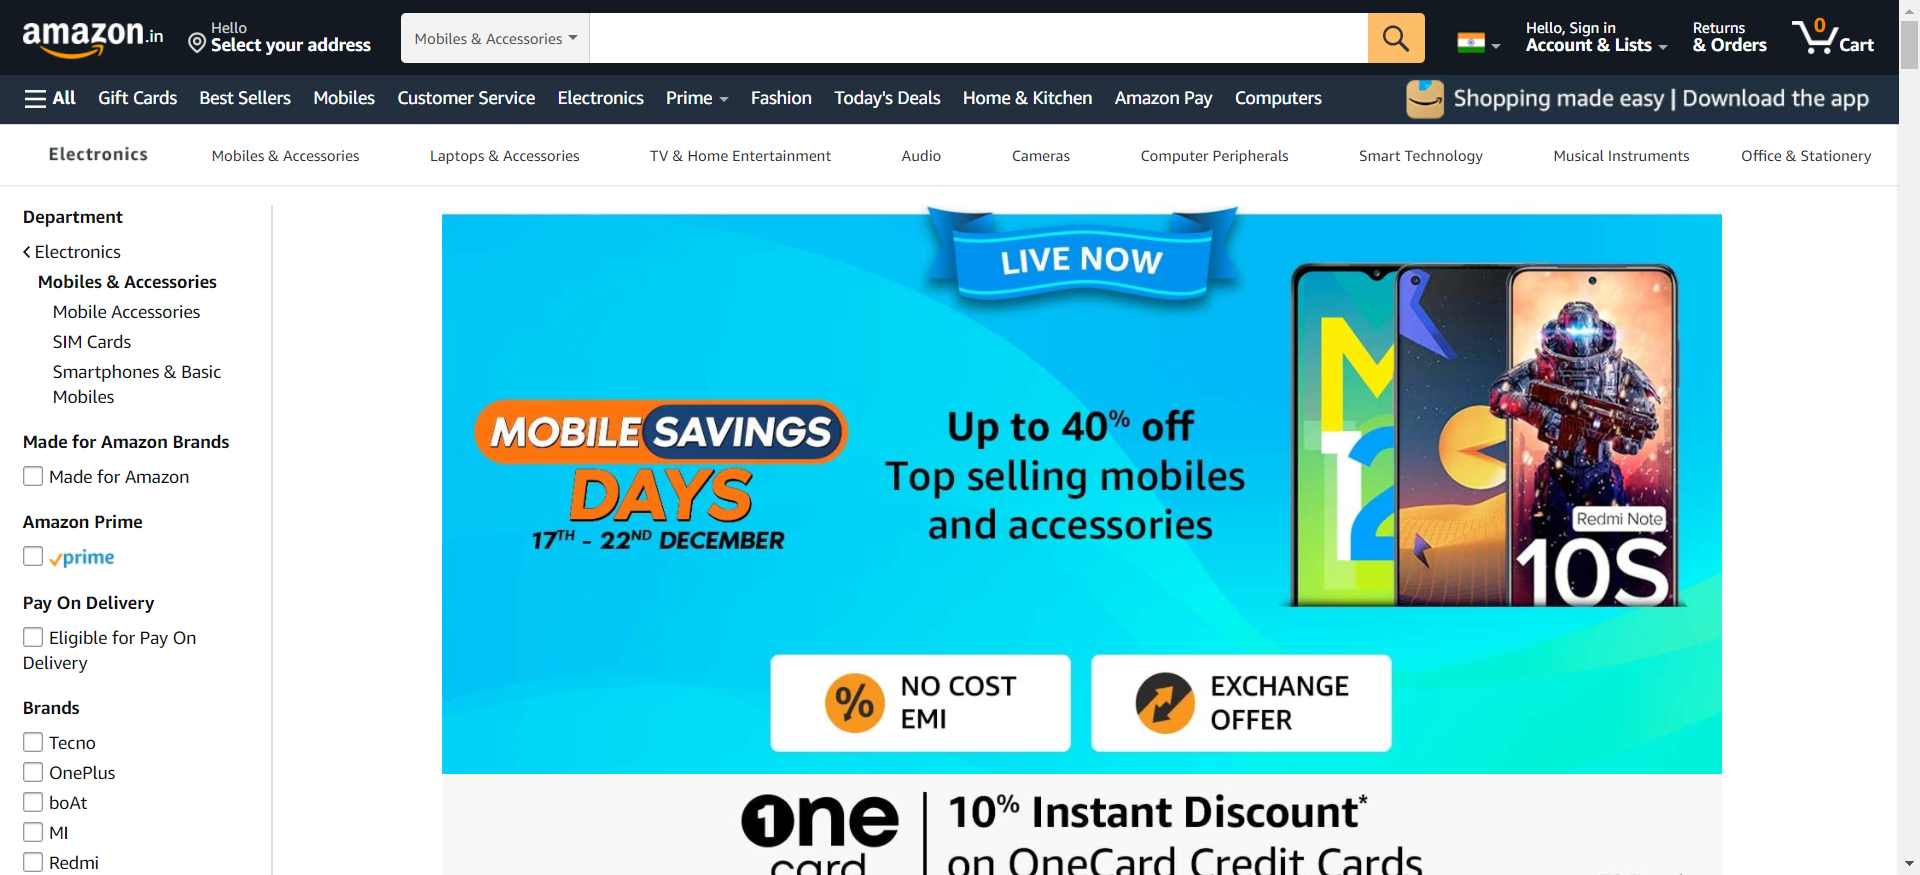 amazon.in
Hello
Select your address
Mobiles & Accessories
Hello, Sign in
Account & Lists
Returns
& Orders
0
Cart
All
Gift Cards
Best Sellers
Mobiles
Customer Service
Electronics
Prime
Fashion
Today's Deals
Home & Kitchen
Amazon Pay
Computers
Shopping made easy | Download the app
Electronics
Mobiles & Accessories
Laptops & Accessories
TV & Home Entertainment
Audio
Cameras
Computer Peripherals
Smart Technology
Musical Instruments
Office & Stationery
Department
Electronics
Mobiles & Accessories
Mobile Accessories
SIM Cards
Smartphones & Basic
Mobiles
Made for Amazon Brands
Made for Amazon
Amazon Prime
prime
Pay On Delivery
Eligible for Pay On
Delivery
Brands
Tecno
OnePlus
boAt
MI
Redmi
LIVE NOW
MOBILE SAVINGS
DAYS
17TH - 22ND DECEMBER
Up to 40% off
Top selling mobiles
and accessories
M
12
Redmi Note
10S
% NO COST
EMI
EXCHANGE
OFFER
One
card
10% Instant Discount*
on OneCard Credit Cards